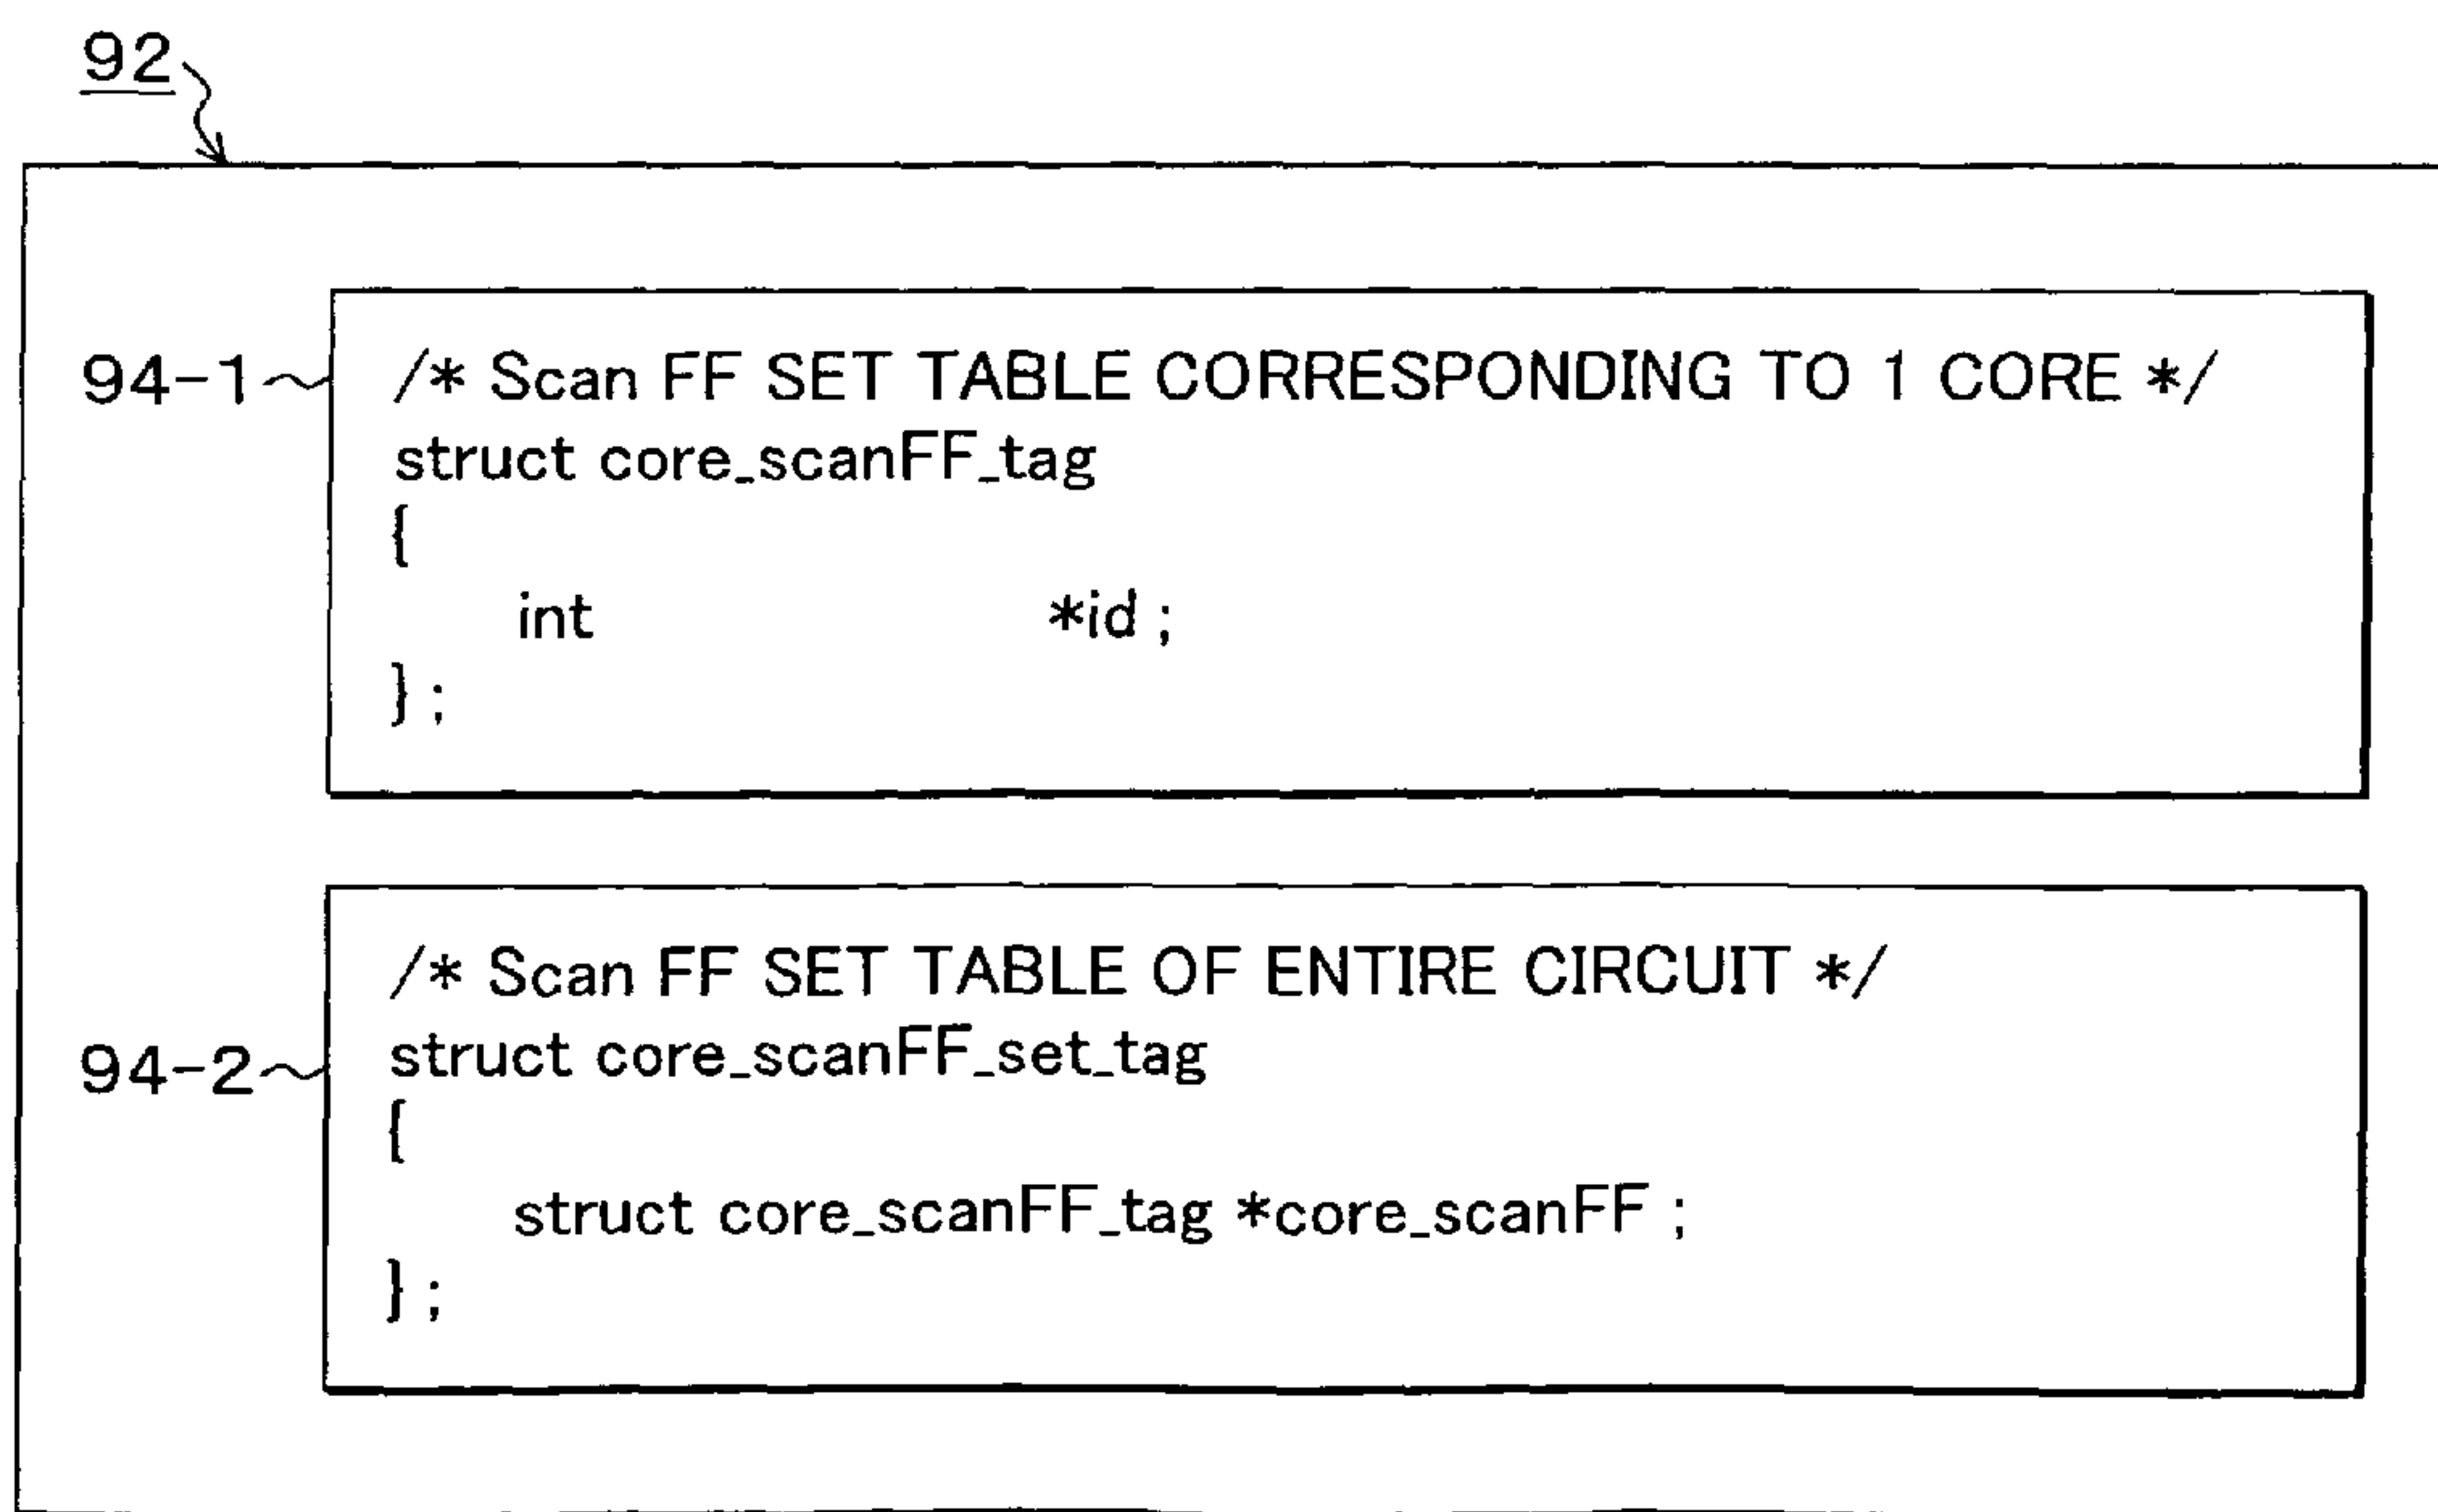 92
94-1
/* Scan FF SET TABLE CORRESPONDING TO 1 CORE */
struct core_scanFF_tag
{
int *id ;
} ;
94-2
/* Scan FF SET TABLE OF ENTIRE CIRCUIT */
struct core_scanFF_set_tag
{
struct core_scanFF_tag *core_scanFF ;
} ;